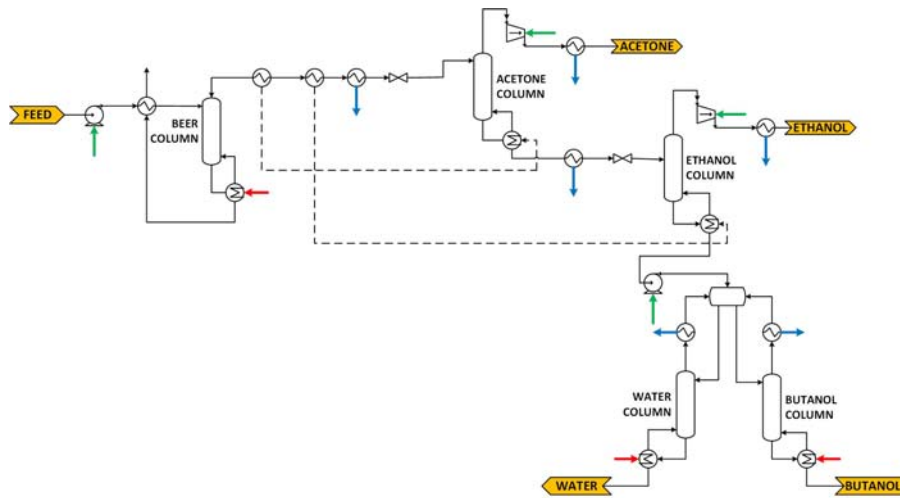 ACETONE
ACETONE
COLUMN
FEED
BEER
COLUMN
ETHANOL
ETHANOL
COLUMN
WATER
COLUMN
BUTANOL
COLUMN
WATER
BUTANOL